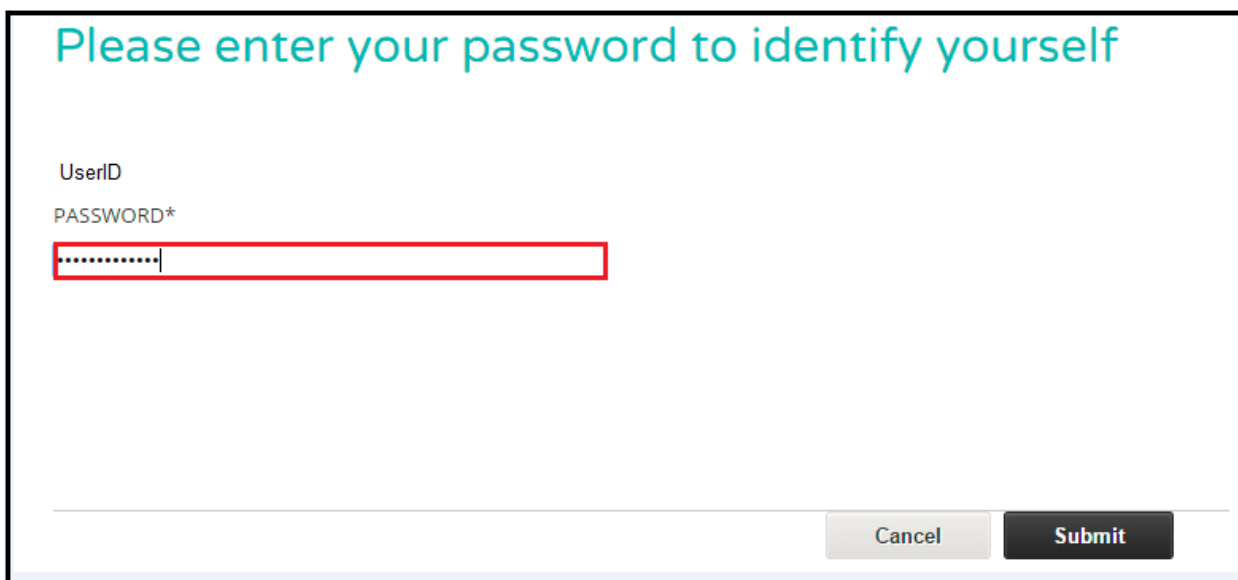 Please enter your password to identify yourself
UserID
PASSWORD*
•••••••••••••
Cancel Submit